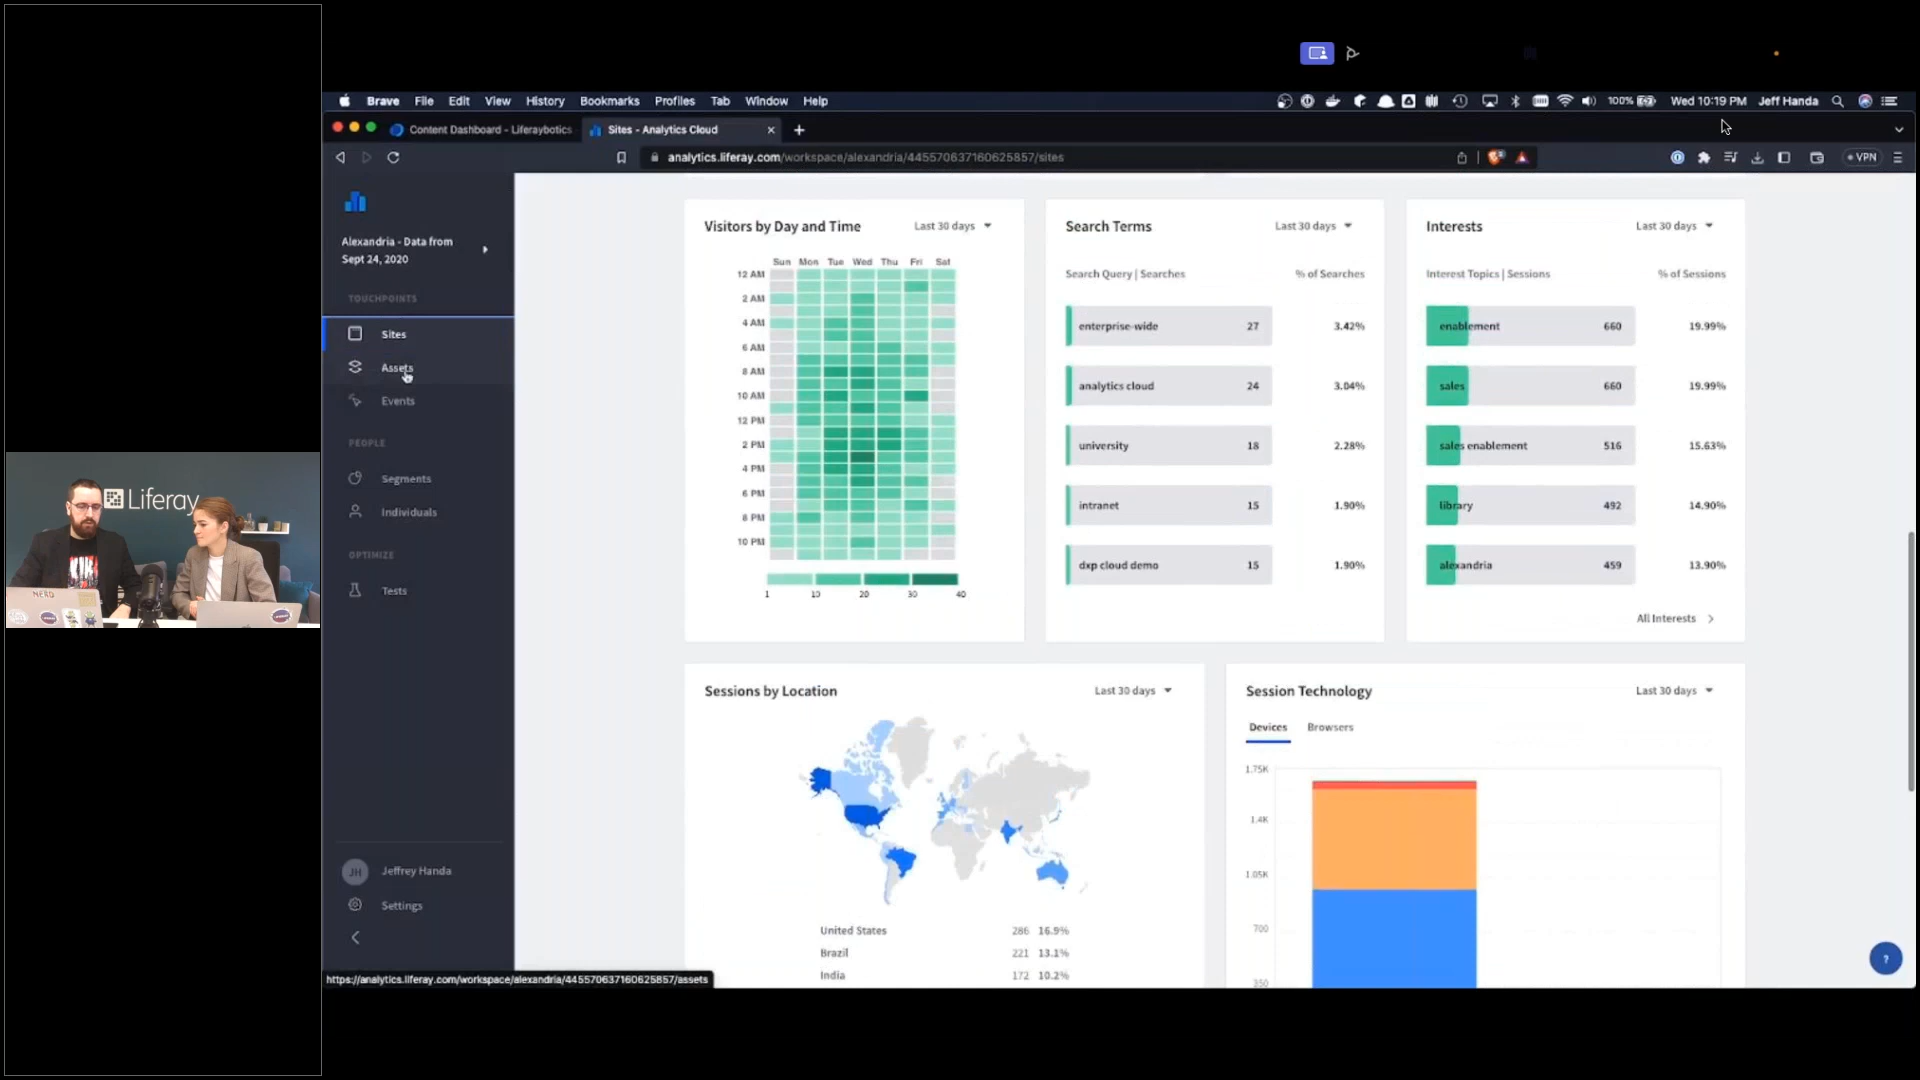 Brave File Edit View History Bookmarks Profiles Tab Window Help
100% Wed 10:19 PM Jeff Handa
Content Dashboard - Liferaybotics
Sites - Analytics Cloud
analytics.liferay.com/workspace/alexandria/445570637160625857/sites
VPN
Alexandria - Data from
Sept 24, 2020
TOUCHPOINTS
Sites
Assets
Events
PEOPLE
Segments
Individuals
OPTIMIZE
Tests
JH Jeffrey Handa
Settings
https://analytics.liferay.com/workspace/alexandria/445570637160625857/assets
Visitors by Day and Time Last 30 days
Sun Mon Tue Wed Thu Fri Sat
12 AM
2 AM
4 AM
6 AM
8 AM
10 AM
12 PM
2 PM
4 PM
6 PM
8 PM
10 PM
1 10 20 30 40
Search Terms Last 30 days
Search Query | Searches % of Searches
enterprise-wide 27 3.42%
analytics cloud 24 3.04%
university 18 2.28%
intranet 15 1.90%
dxp cloud demo 15 1.90%
Interests Last 30 days
Interest Topics | Sessions % of Sessions
enablement 660 19.99%
sales 660 19.99%
sales enablement 516 15.63%
library 492 14.90%
alexandria 459 13.90%
All Interests
Sessions by Location Last 30 days
United States 286 16.9%
Brazil 221 13.1%
India 172 10.2%
Session Technology Last 30 days
Devices Browsers
1.75K
1.4K
1.05K
700
350
?
Liferay
NERD